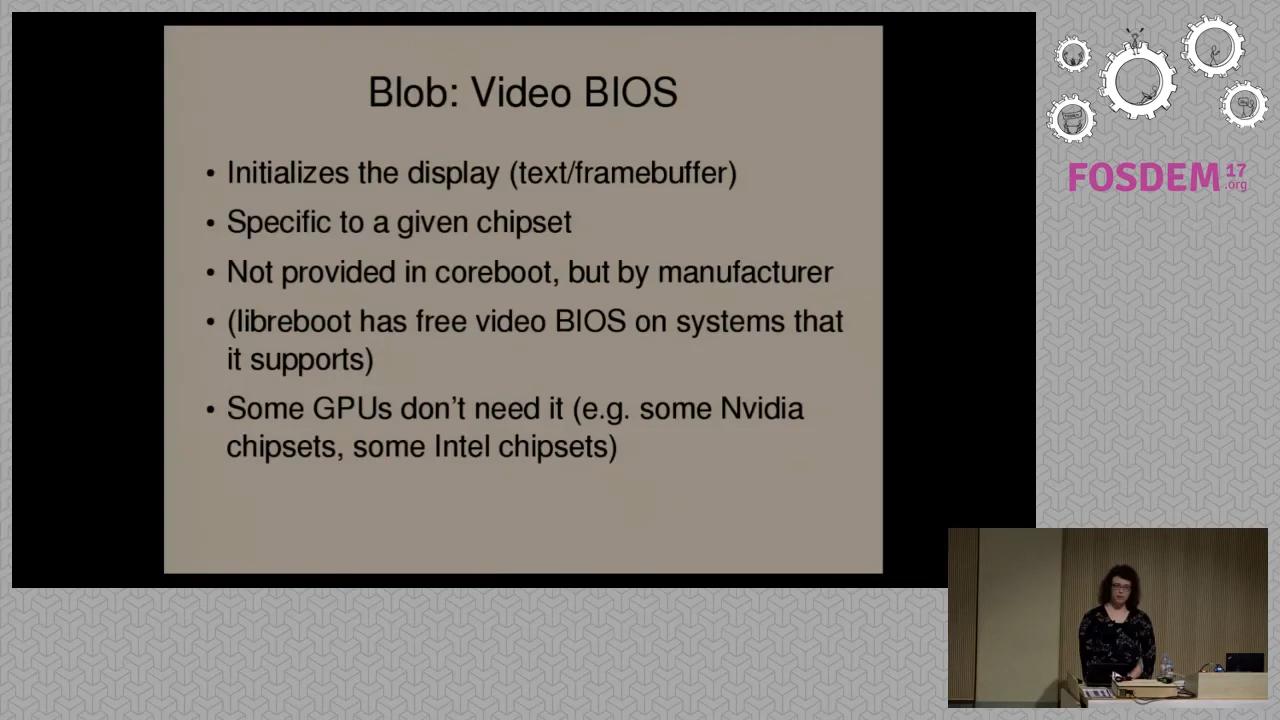 Blob: Video BIOS
• Initializes the display (text/framebuffer)
• Specific to a given chipset
• Not provided in coreboot, but by manufacturer
• (libreboot has free video BIOS on systems that
it supports)
• Some GPUs don't need it (e.g. some Nvidia
chipsets, some Intel chipsets)
FOSDEM 17
.org